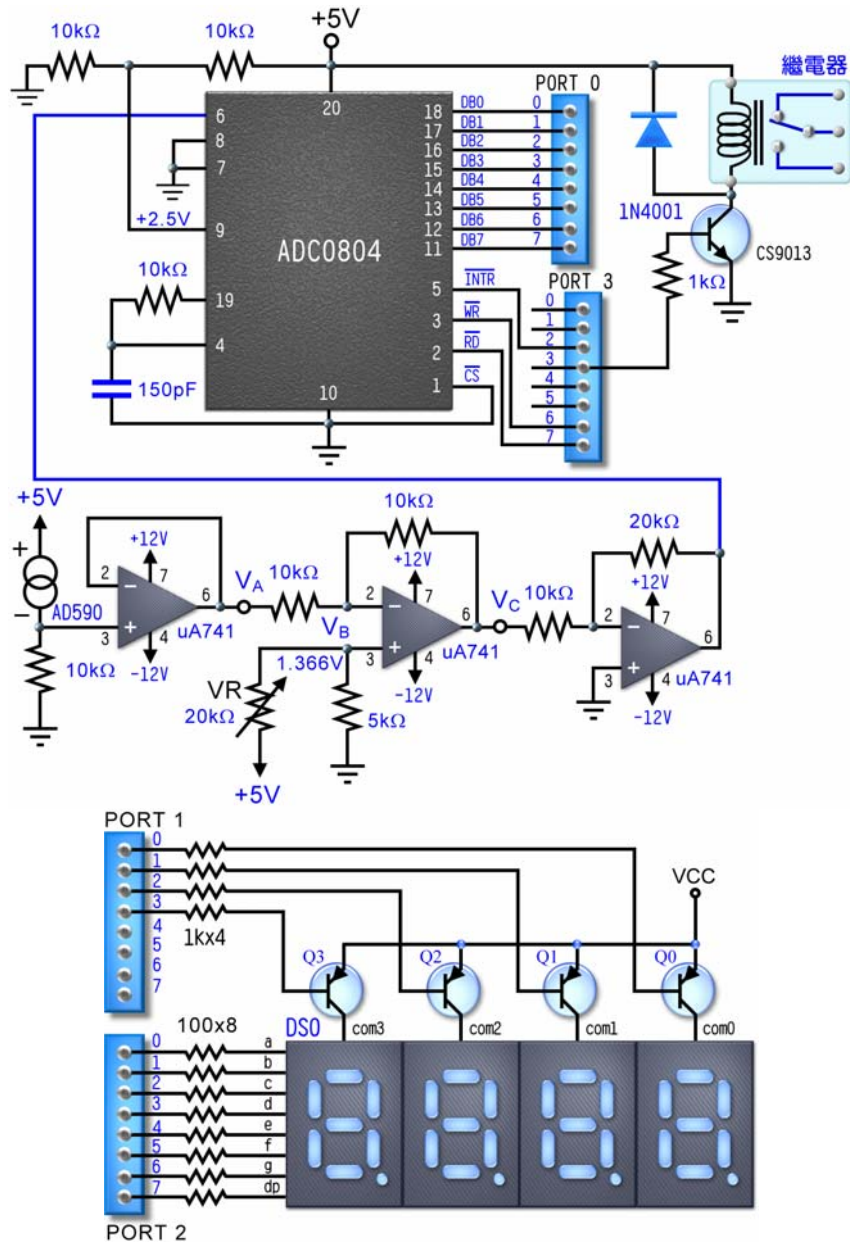 10kΩ
10kΩ
+5V
繼電器
PORT 0
6
20
18 DB0 0
8
17 DB1 1
7
16 DB2 2
15 DB3 3
14 DB4 4
+2.5V
9
13 DB5 5
12 DB6 6
11 DB7 7
ADC0804
1N4001
CS9013
1kΩ
10kΩ
19
4
150pF
10
PORT 3
5 INTR
3 WR
2 RD
1 CS
0
1
2
3
4
5
6
7
+5V
+
−
AD590
10kΩ
2
−
3
+
+12V
7
6
4
−12V
uA741
VA
10kΩ
10kΩ
VB
1.366V
VR
20kΩ
+5V
5kΩ
2
−
3
+
+12V
7
6
4
−12V
uA741
VC
10kΩ
20kΩ
2
−
3
+
+12V
7
6
4
−12V
uA741
PORT 1
0
1
2
3
4
5
6
7
1kx4
VCC
Q3
Q2
Q1
Q0
100x8
DS0
com3
com2
com1
com0
0 a
1 b
2 c
3 d
4 e
5 f
6 g
7 dp
PORT 2